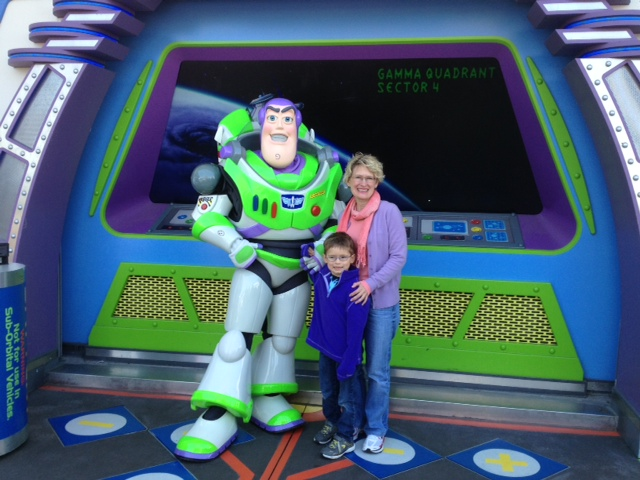 GAMMA QUADRANT
SECTOR 4
Not for use in
Sub-Orbital Vehicles